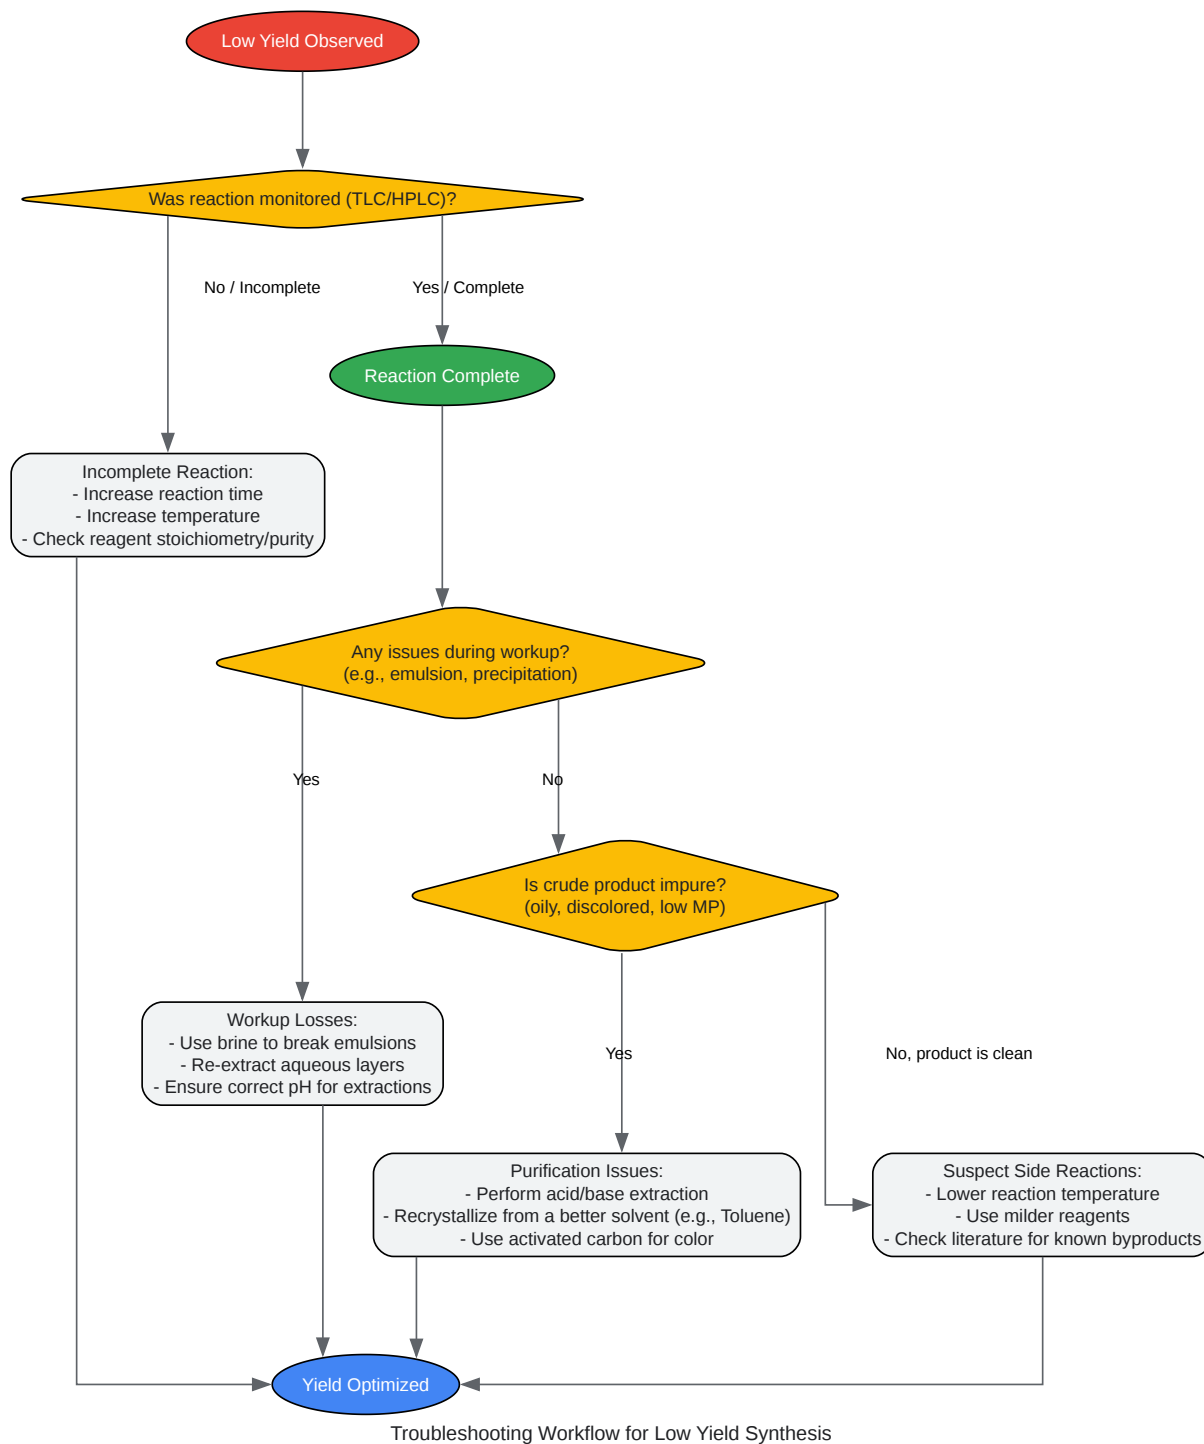 Low Yield Observed
Was reaction monitored (TLC/HPLC)?
No / Incomplete
Yes / Complete
Reaction Complete
Incomplete Reaction:
- Increase reaction time
- Increase temperature
- Check reagent stoichiometry/purity
Any issues during workup?
(e.g., emulsion, precipitation)
Yes
No
Is crude product impure?
(oily, discolored, low MP)
Workup Losses:
- Use brine to break emulsions
- Re-extract aqueous layers
- Ensure correct pH for extractions
Yes
No, product is clean
Purification Issues:
- Perform acid/base extraction
- Recrystallize from a better solvent (e.g., Toluene)
- Use activated carbon for color
Suspect Side Reactions:
- Lower reaction temperature
- Use milder reagents
- Check literature for known byproducts
Yield Optimized
Troubleshooting Workflow for Low Yield Synthesis